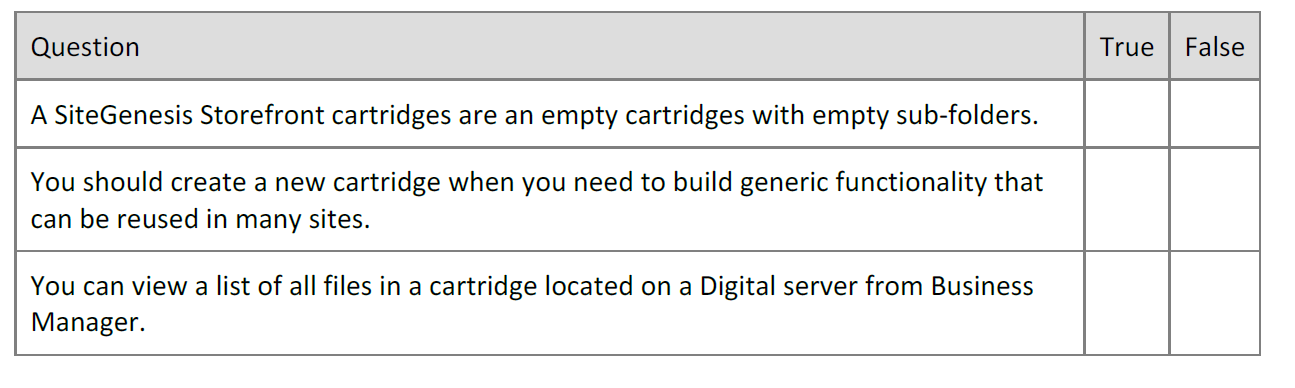 Question True False
A SiteGenesis Storefront cartridges are an empty cartridges with empty sub-folders.
You should create a new cartridge when you need to build generic functionality that
can be reused in many sites.
You can view a list of all files in a cartridge located on a Digital server from Business
Manager.